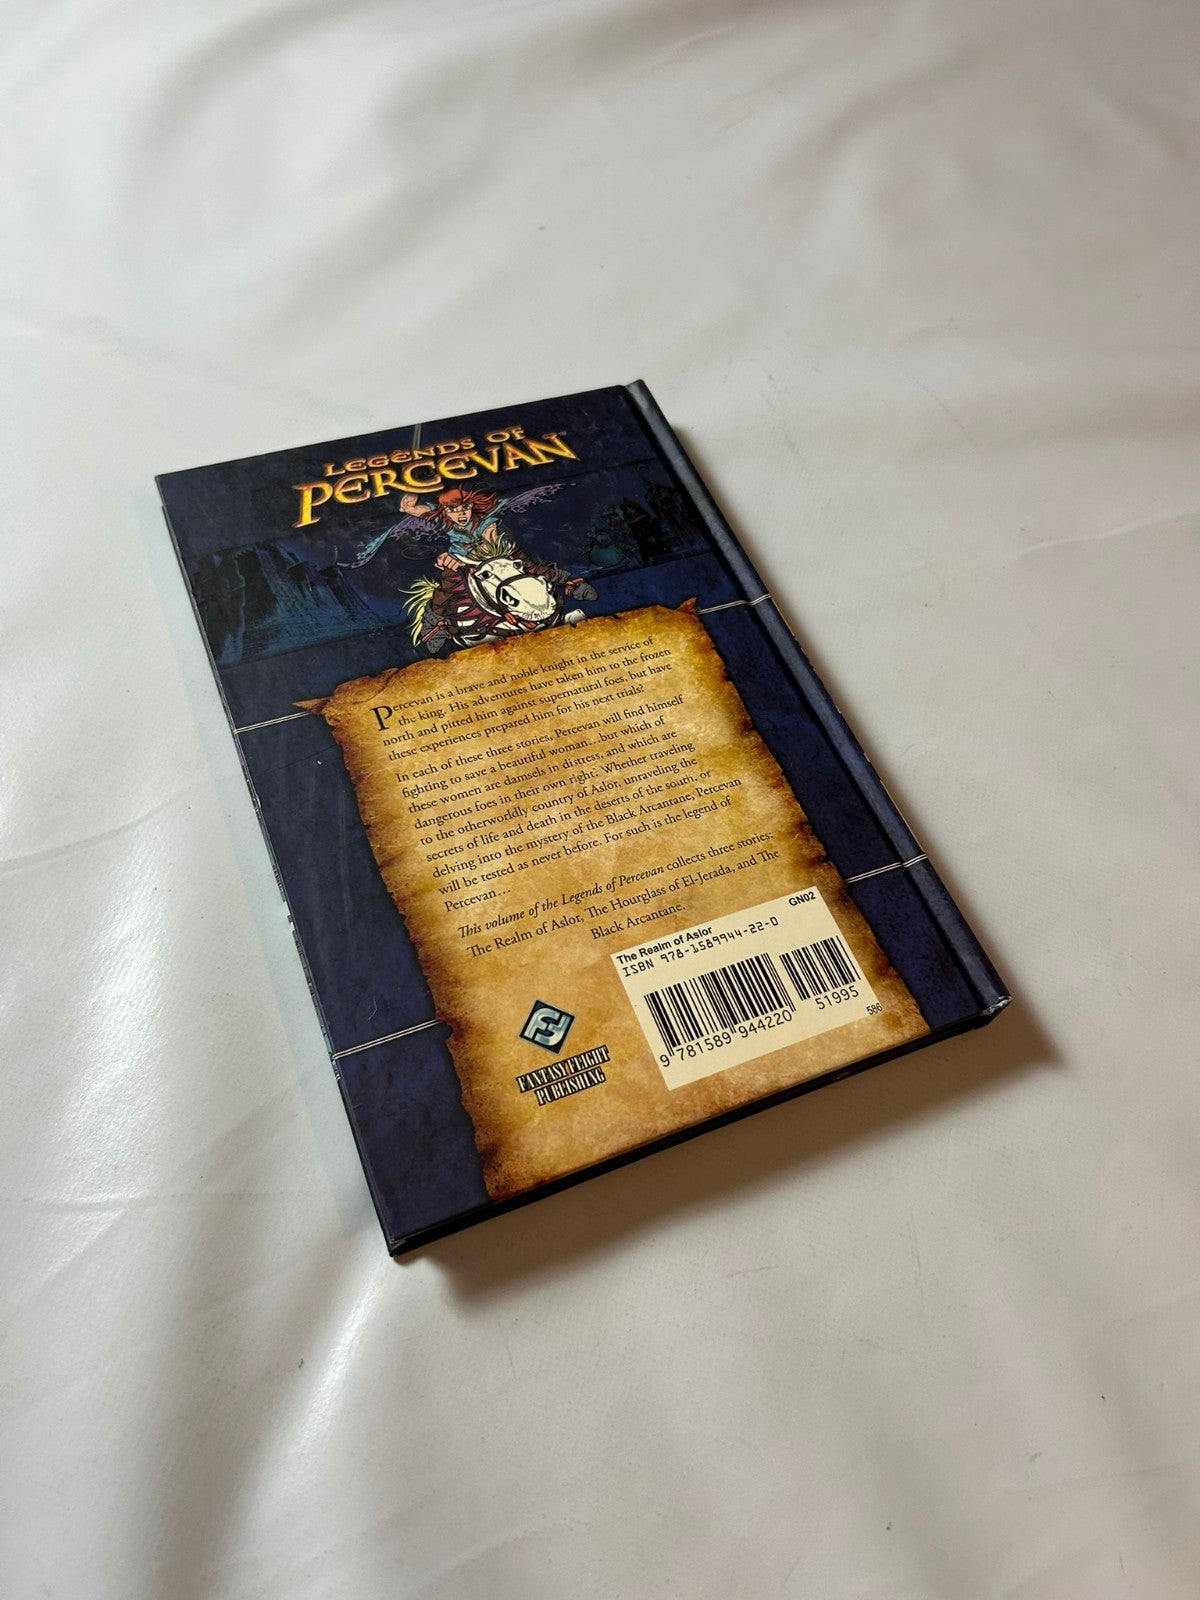 LEGENDS OF
PERCEVAN™
Percevan is a brave and noble knight in the service of
the king. His adventures have taken him to the frozen
north and pitted him against supernatural foes, but have
these experiences prepared him for his next trials?
In each of these three stories, Percevan will find himself
fighting to save a beautiful woman...but which of
these women are damsels in distress, and which are
dangerous foes in their own right? Whether traveling
to the otherworldly country of Aslor, unraveling the
secrets of life and death in the deserts of the south, or
delving into the mystery of the Black Arcantane, Percevan
will be tested as never before. For such is the legend of
Percevan...
This volume of the Legends of Percevan collects three stories:
The Realm of Aslor, The Hourglass of El-Jerada, and The
Black Arcantane.
GN02
The Realm of Aslor
ISBN 978-1589944-22-0
51995
9 781589 944220
586
FANTASY FLIGHT
PUBLISHING